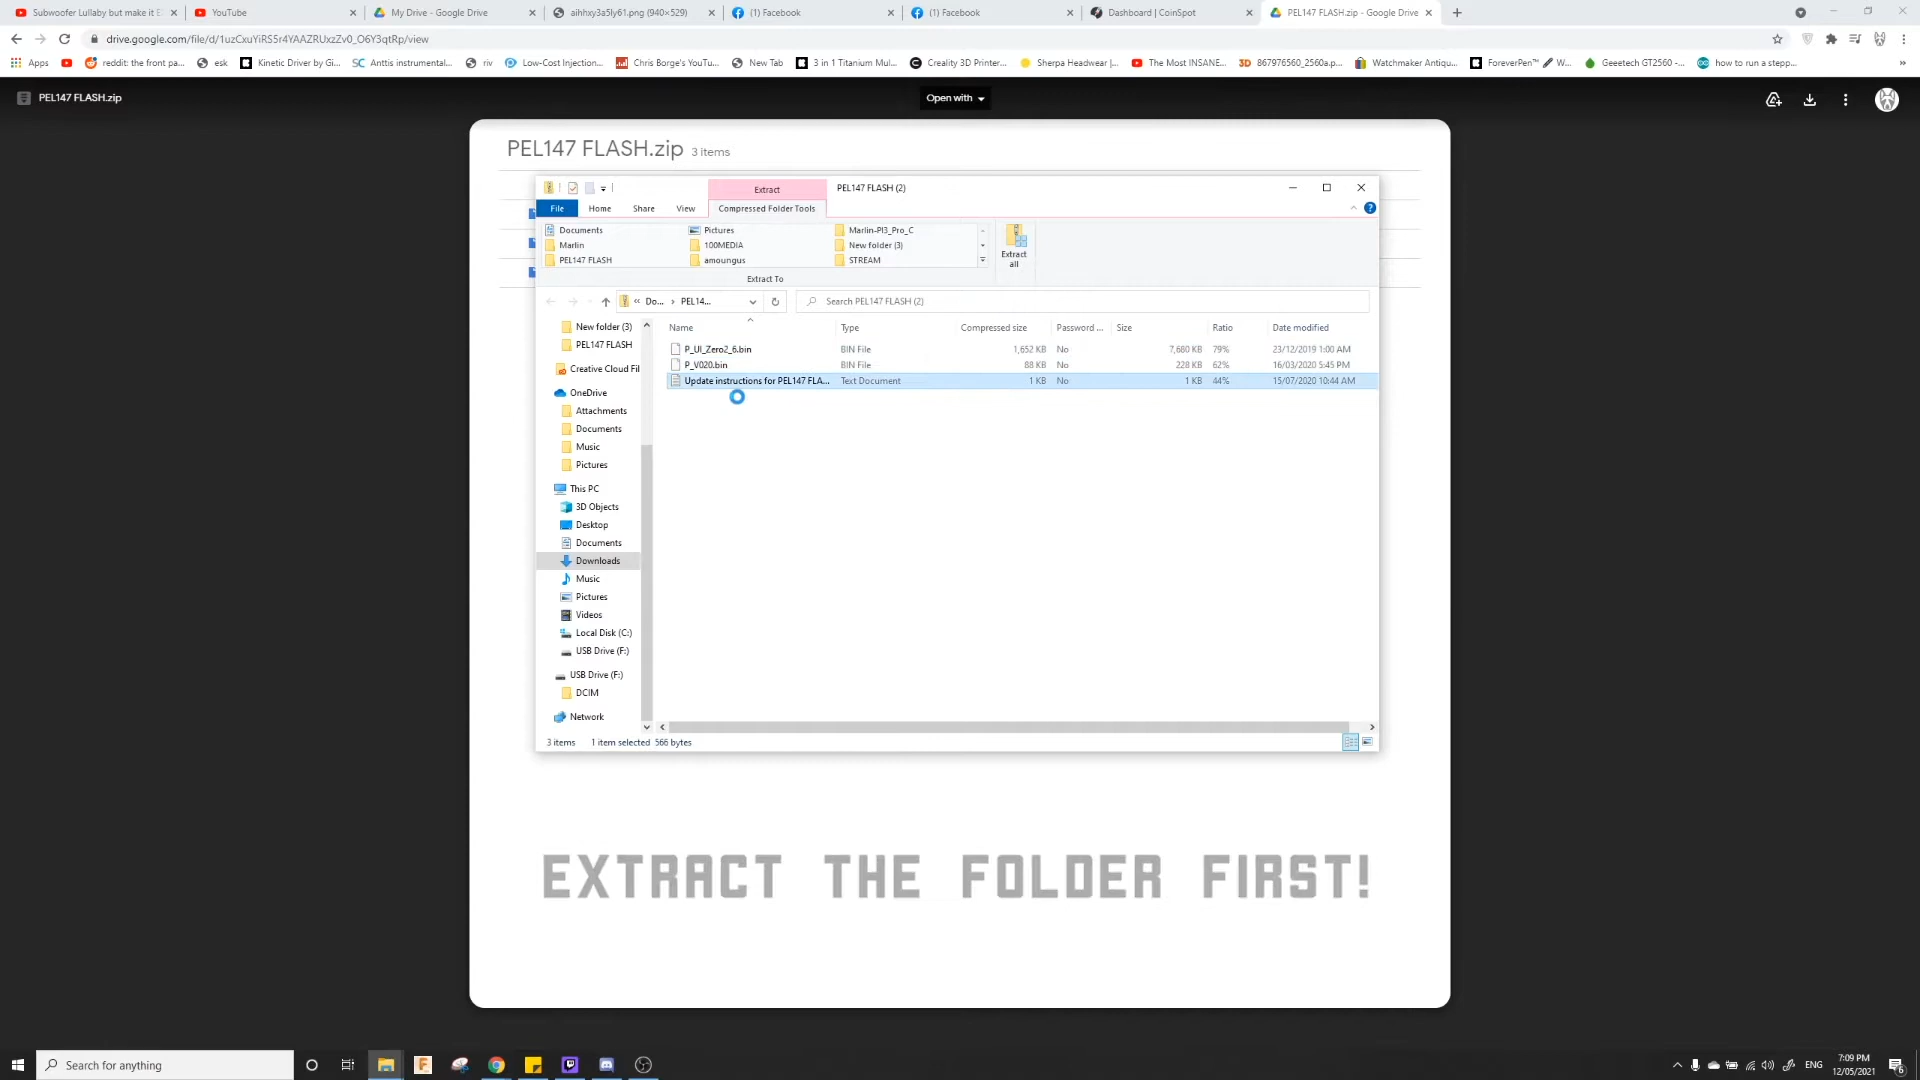 Subwoofer Lullaby but make it E
YouTube
My Drive - Google Drive
aihhxy3a5ly61.png (940×529)
(1) Facebook
(1) Facebook
Dashboard | CoinSpot
PEL147 FLASH.zip - Google Drive
drive.google.com/file/d/1uzCxuYiRS5r4YAAZRUxzZv0_O6Y3qtRp/view
Apps
reddit: the front pa...
esk
Kinetic Driver by Gi...
SC Anttis instrumental...
riv
Low-Cost Injection...
Chris Borge's YouTu...
New Tab
3 in 1 Titanium Mul...
Creality 3D Printer...
Sherpa Headwear |...
The Most INSANE...
3D 867976560_2560a.p...
Watchmaker Antiqu...
ForeverPen™ 🖊 W...
Geeetech GT2560 -...
how to run a stepp...
»
PEL147 FLASH.zip
Open with
PEL147 FLASH.zip 3 items
Extract
PEL147 FLASH (2)
File
Home
Share
View
Compressed Folder Tools
Documents
Pictures
Marlin-PI3_Pro_C
Marlin
100MEDIA
New folder (3)
PEL147 FLASH
amoungus
STREAM
Extract
all
Extract To
« Do... › PEL14...
Search PEL147 FLASH (2)
Name
Type
Compressed size
Password ...
Size
Ratio
Date modified
P_UI_Zero2_6.bin
BIN File
1,652 KB
No
7,680 KB
79%
23/12/2019 1:00 AM
P_V020.bin
BIN File
88 KB
No
228 KB
62%
16/03/2020 5:45 PM
Update instructions for PEL147 FLA...
Text Document
1 KB
No
1 KB
44%
15/07/2020 10:44 AM
New folder (3)
PEL147 FLASH
Creative Cloud Fil
OneDrive
Attachments
Documents
Music
Pictures
This PC
3D Objects
Desktop
Documents
Downloads
Music
Pictures
Videos
Local Disk (C:)
USB Drive (F:)
USB Drive (F:)
DCIM
Network
3 items
1 item selected 566 bytes
EXTRACT THE FOLDER FIRST!
Search for anything
ENG
7:09 PM
12/05/2021
6